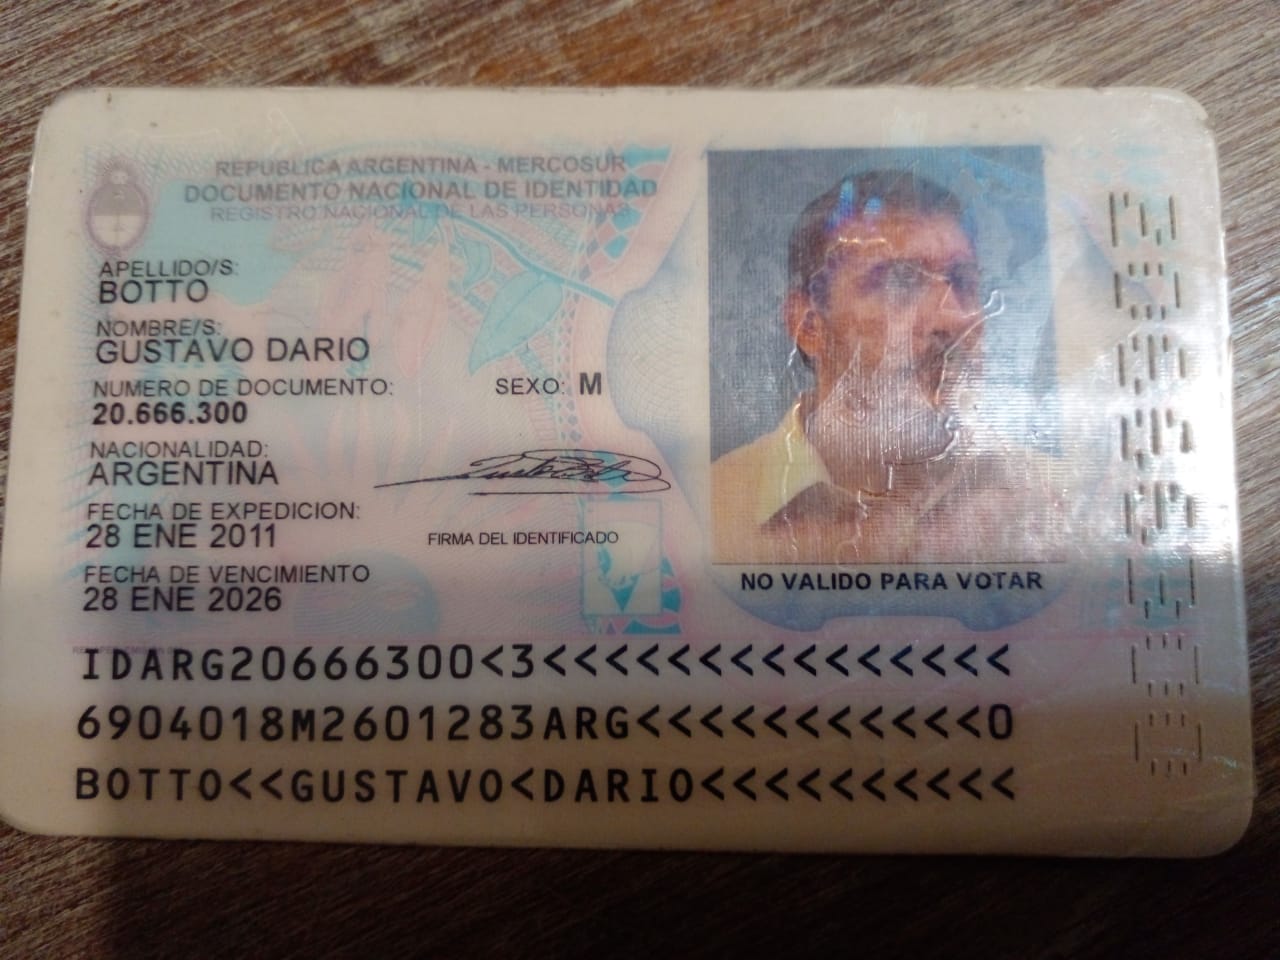 REPUBLICA ARGENTINA - MERCOSUR
DOCUMENTO NACIONAL DE IDENTIDAD
REGISTRO NACIONAL DE LAS PERSONAS
APELLIDO/S:
BOTTO
NOMBRE/S:
GUSTAVO DARIO
NUMERO DE DOCUMENTO:
20.666.300
SEXO: M
NACIONALIDAD:
ARGENTINA
FECHA DE EXPEDICION:
28 ENE 2011
FIRMA DEL IDENTIFICADO
FECHA DE VENCIMIENTO
28 ENE 2026
NO VALIDO PARA VOTAR
IDARG20666300<3<<<<<<<<<<<<<<<
6904018M2601283ARG<<<<<<<<<<<0
BOTTO<<GUSTAVO<DARIO<<<<<<<<<<